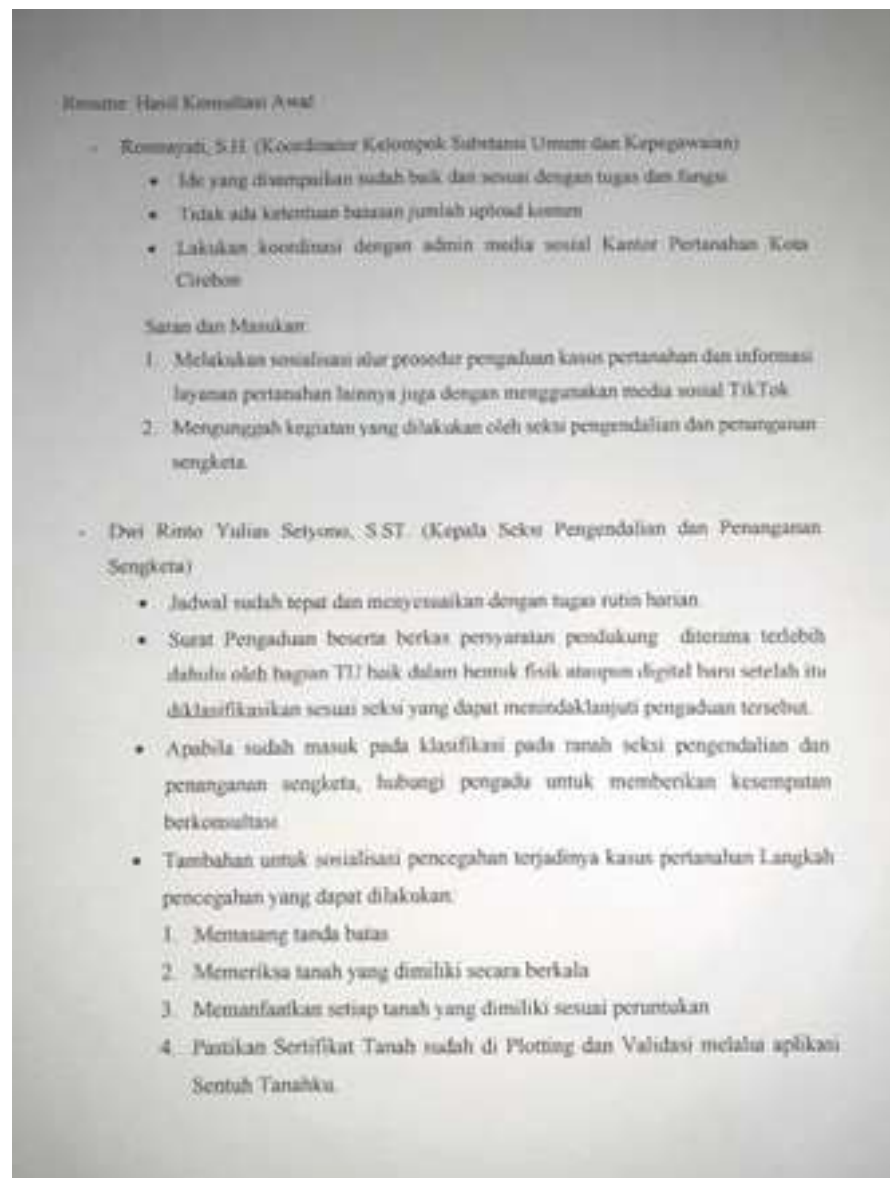 Resume Hasil Konsultasi Awal
- Rosmayati, S.H. (Koordinator Kelompok Substansi Umum dan Kepegawaian)
• Ide yang disampaikan sudah baik dan sesuai dengan tugas dan fungsi
• Tidak ada ketentuan batasan jumlah upload konten
• Lakukan koordinasi dengan admin media sosial Kantor Pertanahan Kota
Cirebon
Saran dan Masukan:
1. Melakukan sosialisasi alur prosedur pengaduan kasus pertanahan dan informasi
layanan pertanahan lainnya juga dengan menggunakan media sosial TikTok
2. Mengunggah kegiatan yang dilakukan oleh seksi pengendalian dan penanganan
sengketa.
- Dwi Rinto Yulias Setyono, S.ST. (Kepala Seksi Pengendalian dan Penanganan
Sengketa)
• Jadwal sudah tepat dan menyesuaikan dengan tugas rutin harian.
• Surat Pengaduan beserta berkas persyaratan pendukung diterima terlebih
dahulu oleh bagian TU baik dalam bentuk fisik ataupun digital baru setelah itu
diklasifikasikan sesuai seksi yang dapat menindaklanjuti pengaduan tersebut.
• Apabila sudah masuk pada klasifikasi pada ranah seksi pengendalian dan
penanganan sengketa, hubungi pengadu untuk memberikan kesempatan
berkonsultasi
• Tambahan untuk sosialisasi pencegahan terjadinya kasus pertanahan Langkah
pencegahan yang dapat dilakukan:
1. Memasang tanda batas
2. Memeriksa tanah yang dimiliki secara berkala
3. Memanfaatkan setiap tanah yang dimiliki sesuai peruntukan
4. Pastikan Sertifikat Tanah sudah di Plotting dan Validasi melalui aplikasi
Sentuh Tanahku.